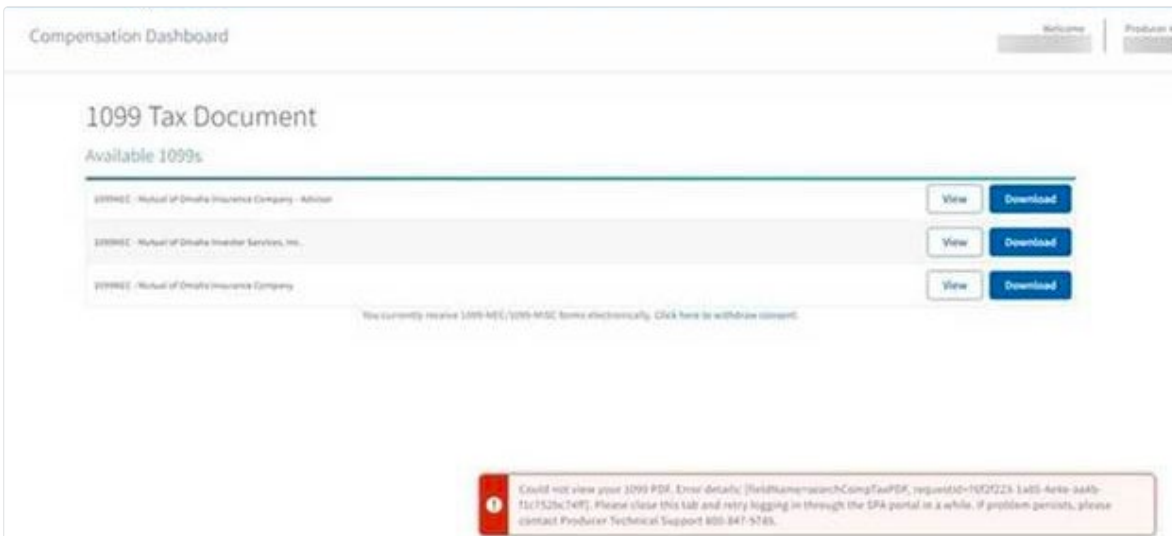 Compensation Dashboard
Welcome
Producer
1099 Tax Document
Available 1099s
1099NEC - Mutual of Omaha Insurance Company - Advisor
View
Download
1099NEC - Mutual of Omaha Investor Services, Inc.
View
Download
1099NEC - Mutual of Omaha Insurance Company
View
Download
You currently receive 1099-NEC/1099-MISC forms electronically. Click here to withdraw consent.
Could not view your 1099 PDF. Error details: [fieldName=searchCompTaxPDF,
Please close this tab and retry logging in through the SPA portal in a while. If problem persists, please
contact Producer Technical Support